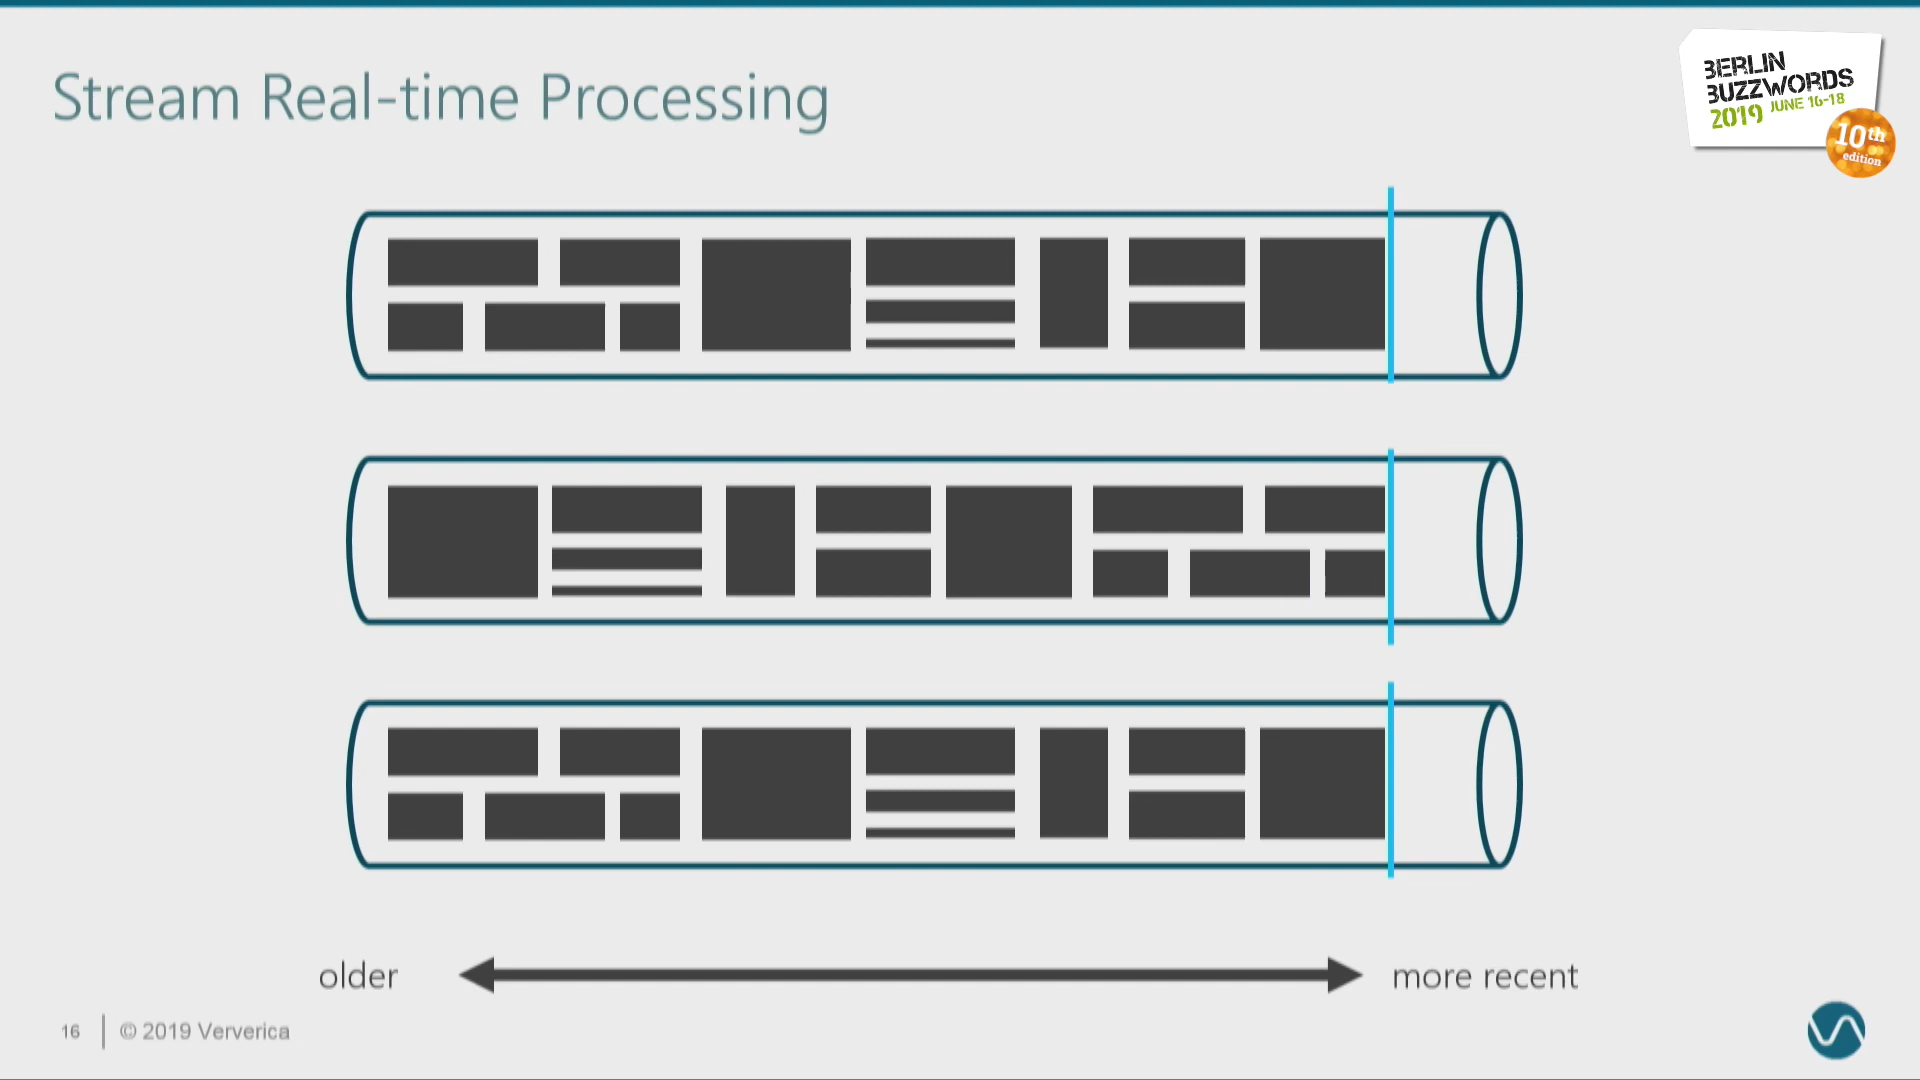 Stream Real-time Processing
BERLIN
BUZZWORDS
2019 JUNE 16-18
10th
edition
older
more recent
16
© 2019 Ververica